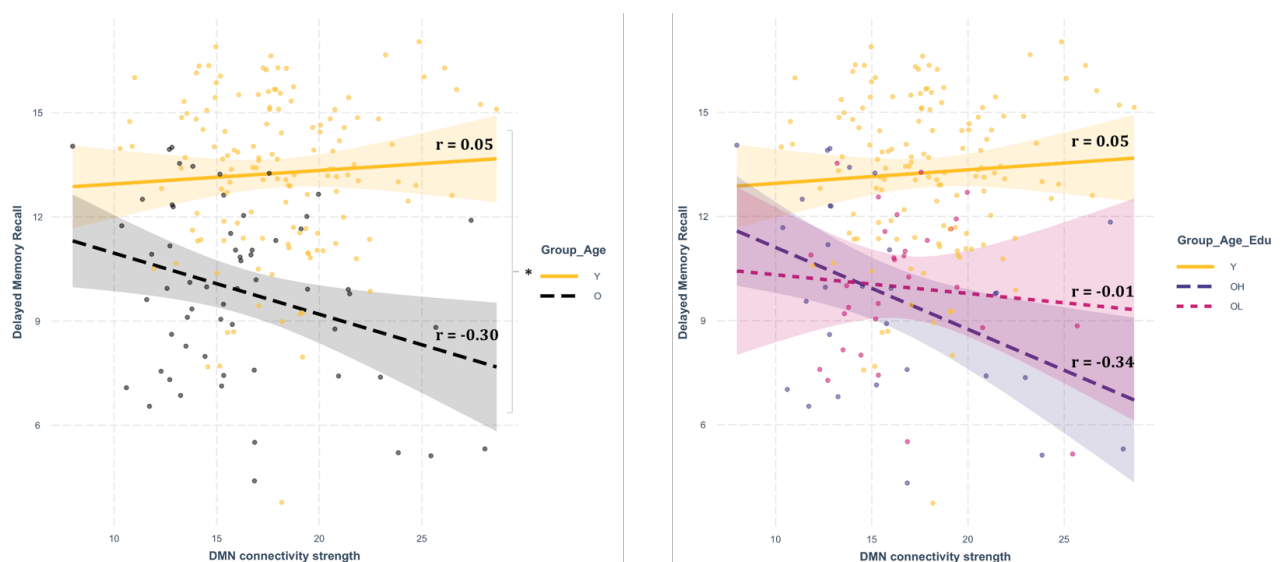 15
12
9
6
10
15
20
25
Delayed Memory Recall
DMN connectivity strength
r = 0.05
r = -0.30
*
Group_Age
Y
O
15
12
9
6
10
15
20
25
Delayed Memory Recall
DMN connectivity strength
r = 0.05
r = -0.01
r = -0.34
Group_Age_Edu
Y
OH
OL